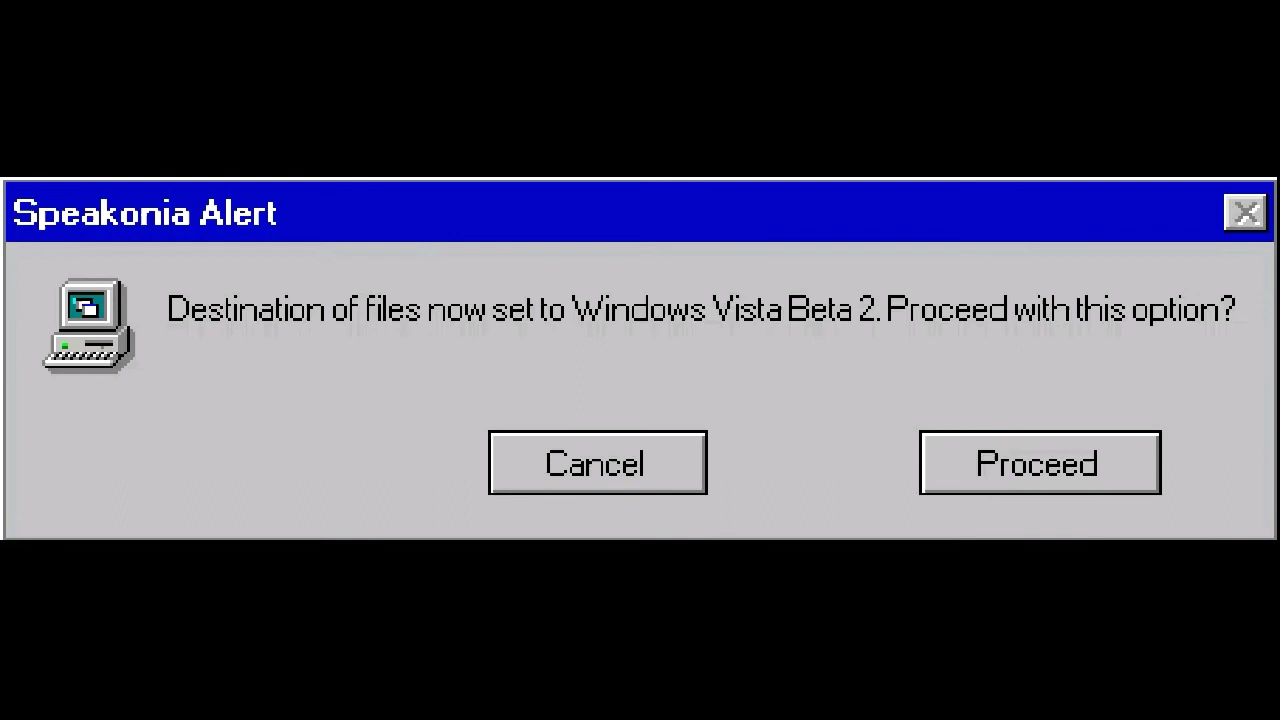 Speakonia Alert
Destination of files now set to Windows Vista Beta 2. Proceed with this option?
Cancel
Proceed